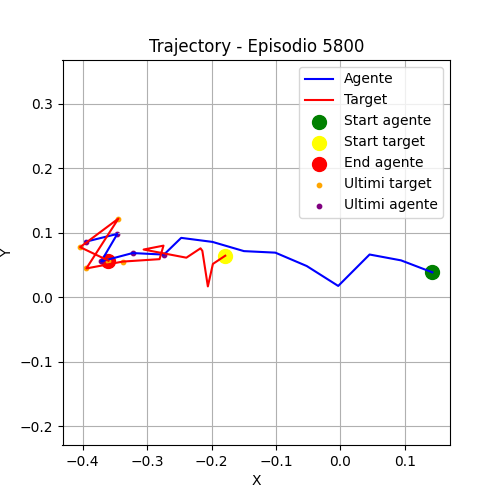 Trajectory - Episodio 5800
Agente
Target
Start agente
Start target
End agente
Ultimi target
Ultimi agente
0.3
0.2
0.1
0.0
−0.1
−0.2
Y
−0.4
−0.3
−0.2
−0.1
0.0
0.1
X